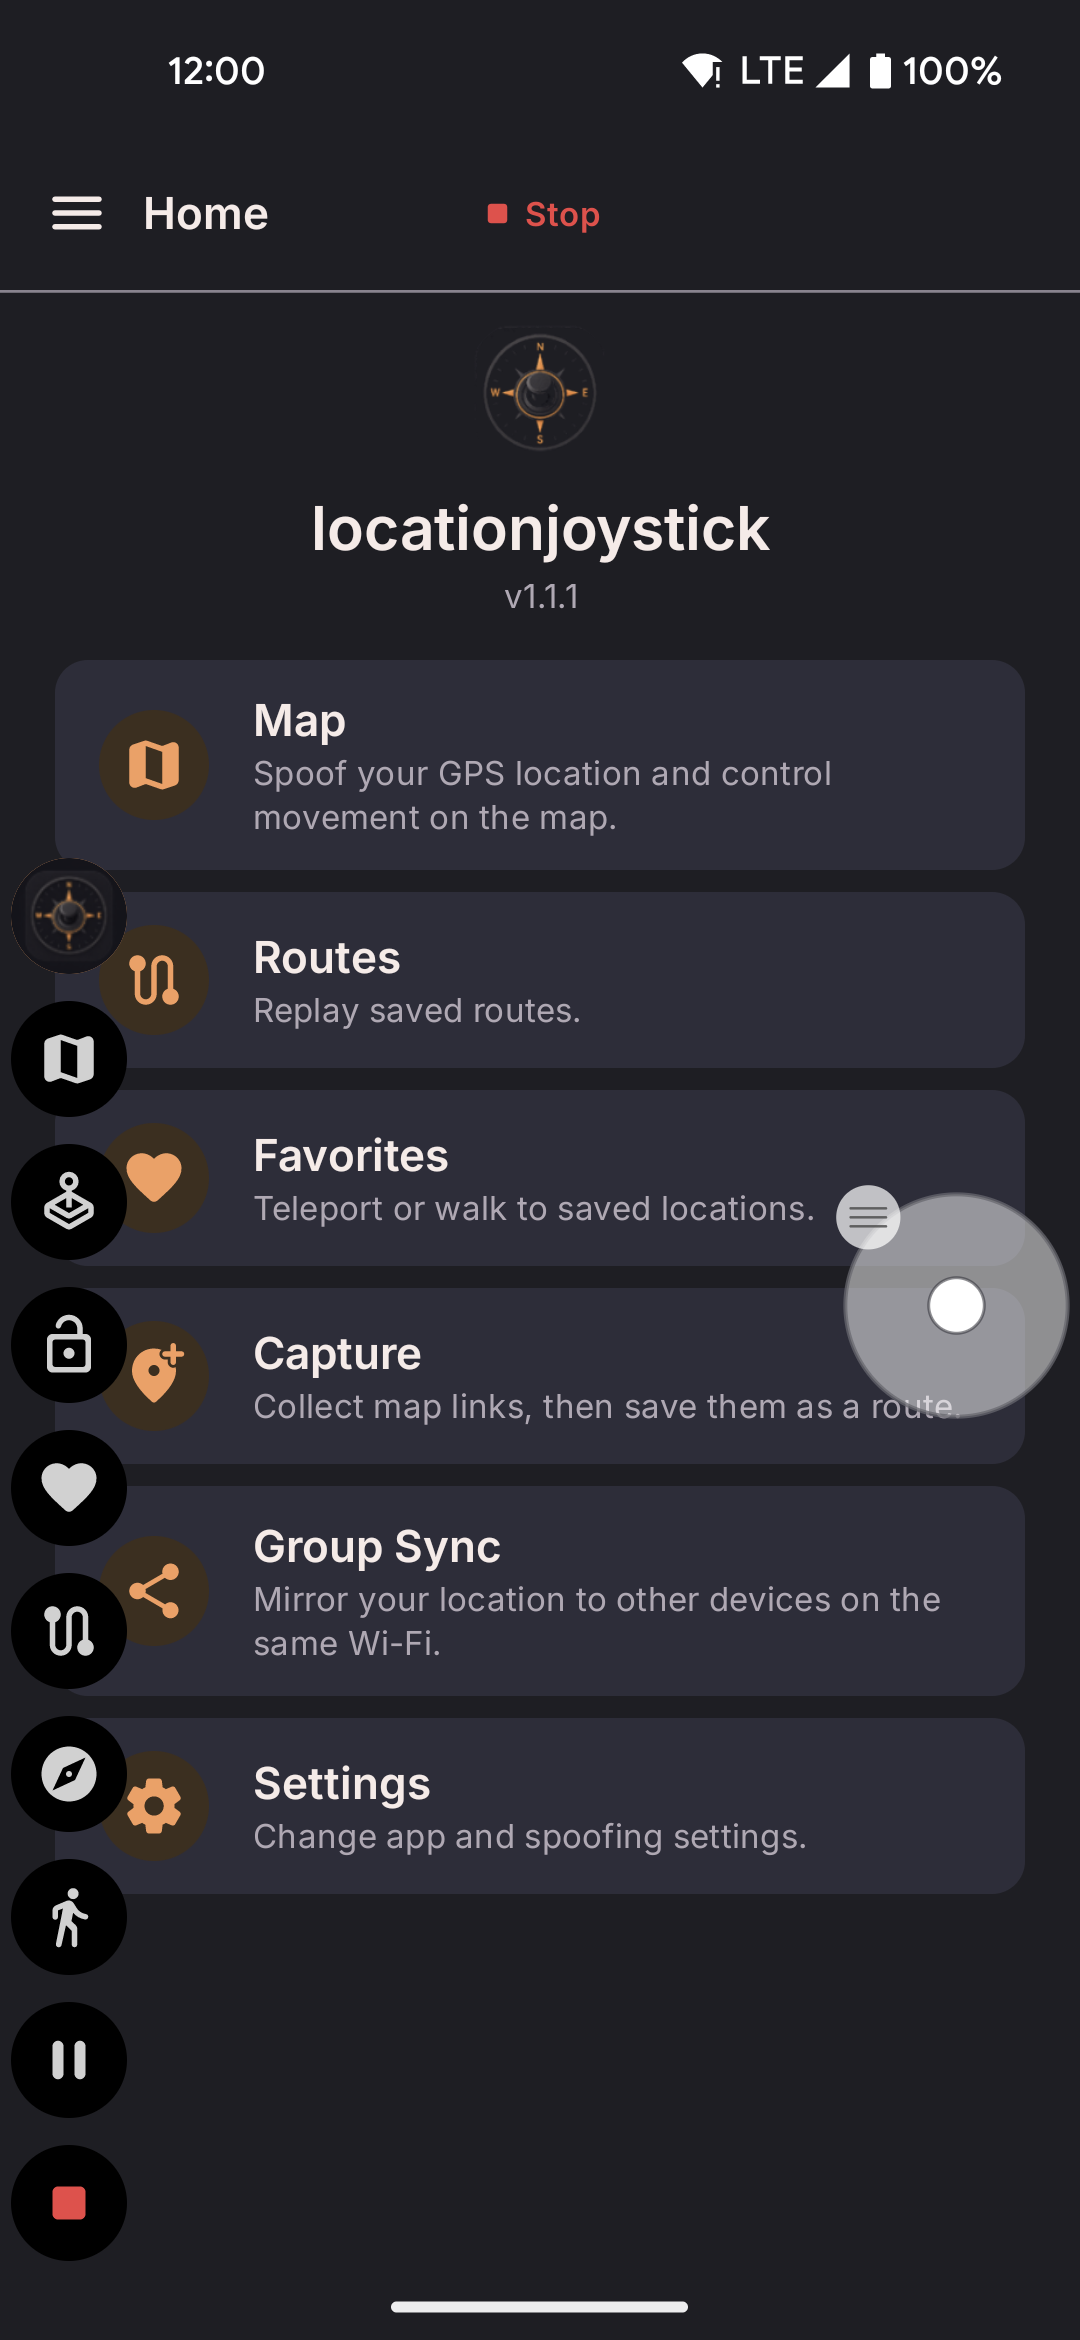 12:00
LTE
100%
Home
Stop
N
W
E
S
locationjoystick
v1.1.1
Map
Spoof your GPS location and control
movement on the map.
Routes
Replay saved routes.
Favorites
Teleport or walk to saved locations.
Capture
Collect map links, then save them as a route.
Group Sync
Mirror your location to other devices on the
same Wi-Fi.
Settings
Change app and spoofing settings.